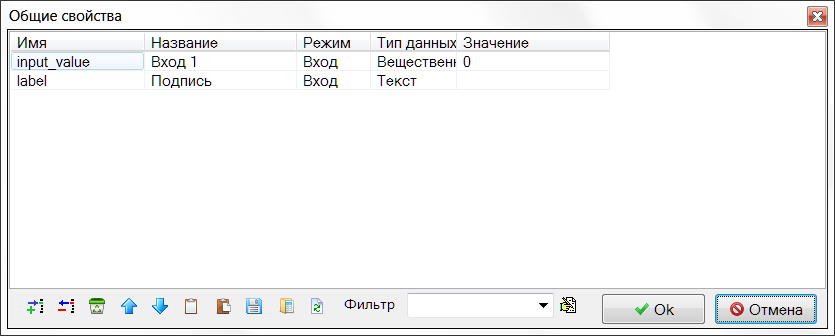 Общие свойства
Имя Название Режим Тип данных Значение
input_value Вход 1 Вход Веществен 0
label Подпись Вход Текст
Фильтр Ok Отмена